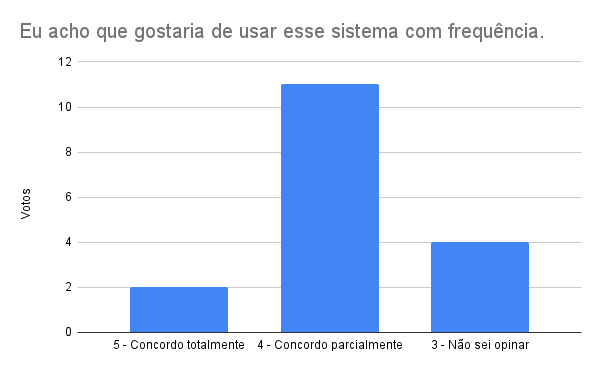 Eu acho que gostaria de usar esse sistema com frequência.
12
10
8
6
4
2
0
Votos
5 - Concordo totalmente
4 - Concordo parcialmente
3 - Não sei opinar